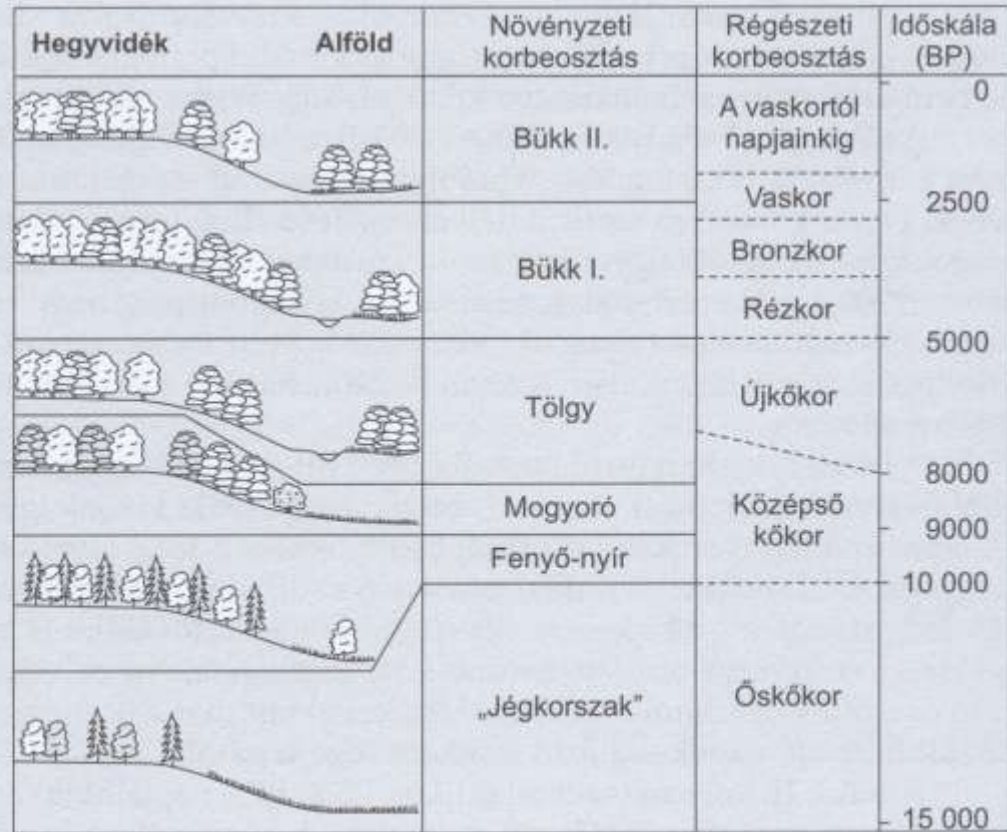 Hegyvidék
Alföld
Növényzeti
korbeosztás
Régészeti
korbeosztás
Időskála
(BP)
0
Bükk II.
A vaskortól
napjainkig
Vaskor
2500
Bükk I.
Bronzkor
Rézkor
5000
Tölgy
Újkőkor
8000
Mogyoró
Középső
kőkor
9000
Fenyő-nyír
10 000
„Jégkorszak”
Őskőkor
15 000